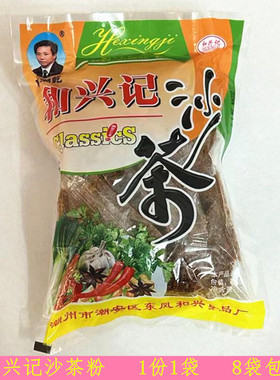 Hexingji
和兴记
classics
沙茶
潮州市潮安区东凤和兴食品厂
兴记沙茶粉 1份1袋 8袋包